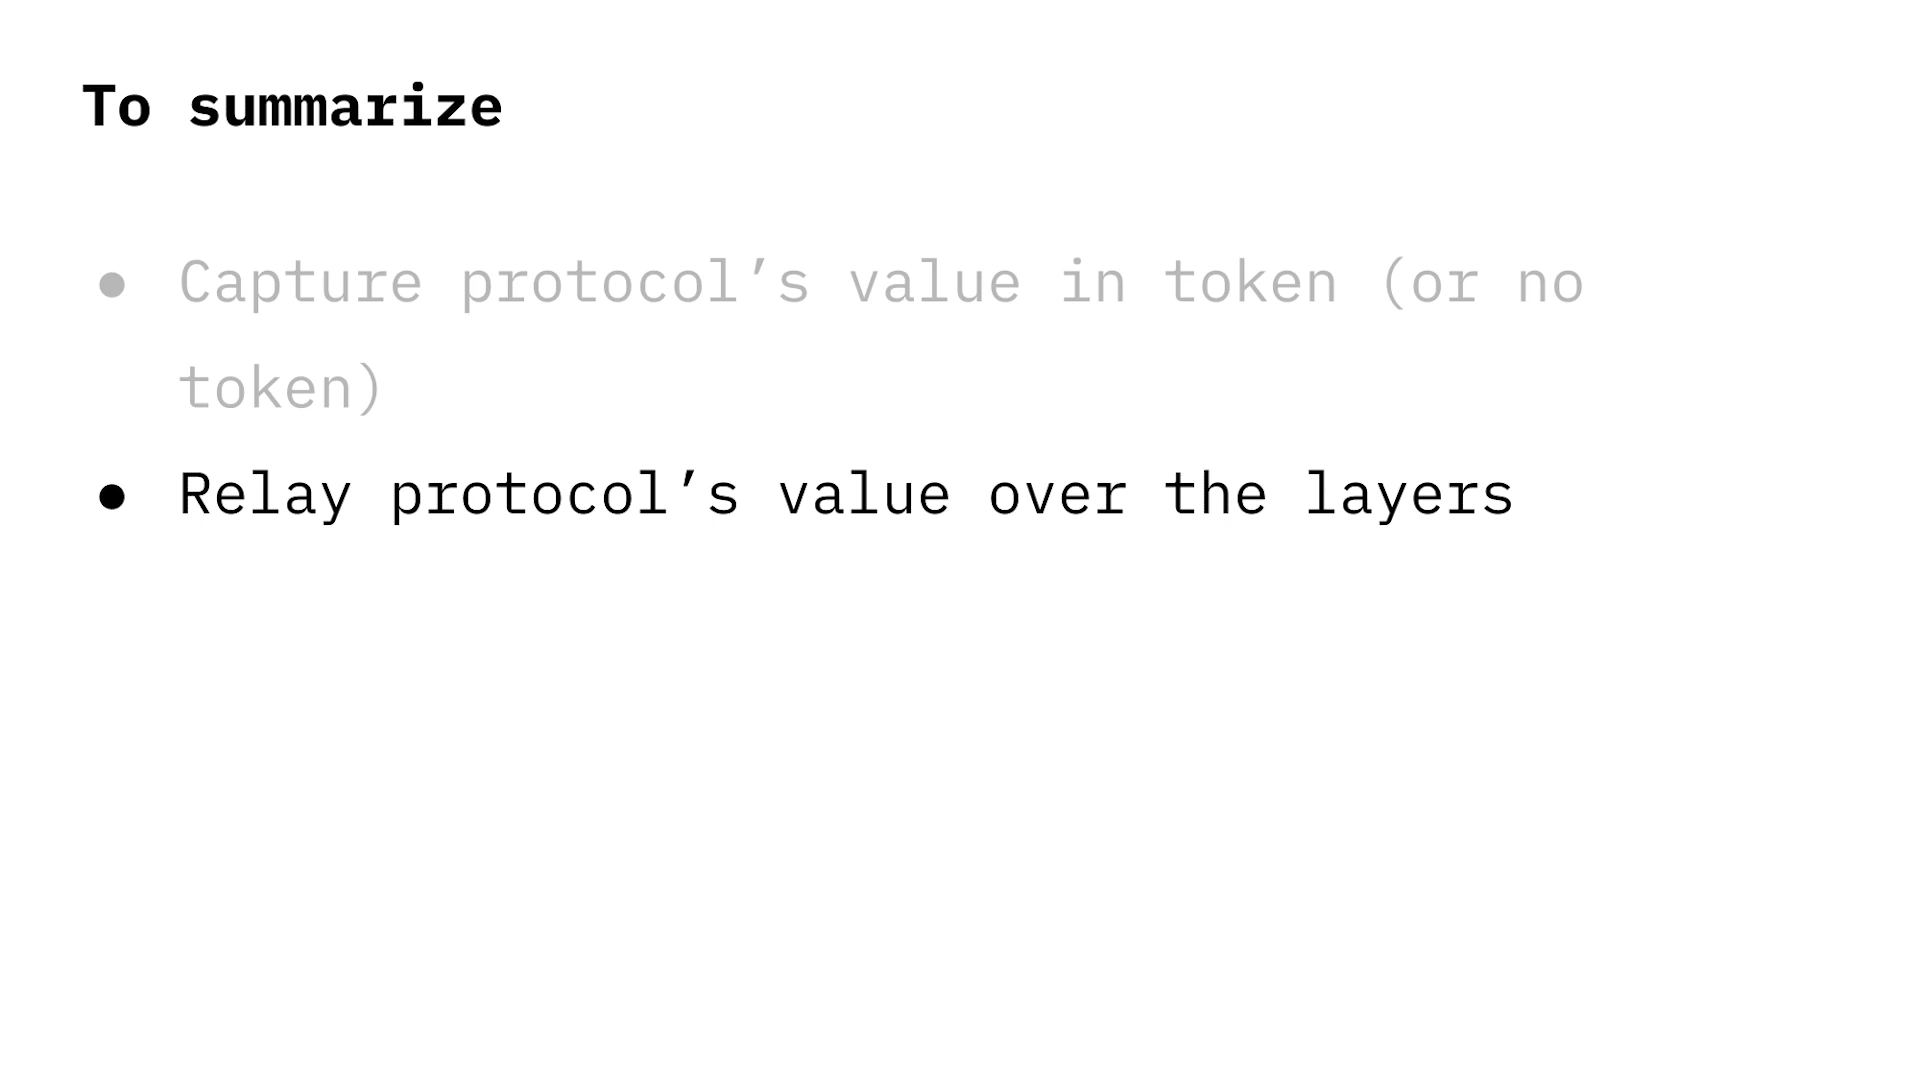 To summarize
● Capture protocol’s value in token (or no
token)
● Relay protocol’s value over the layers